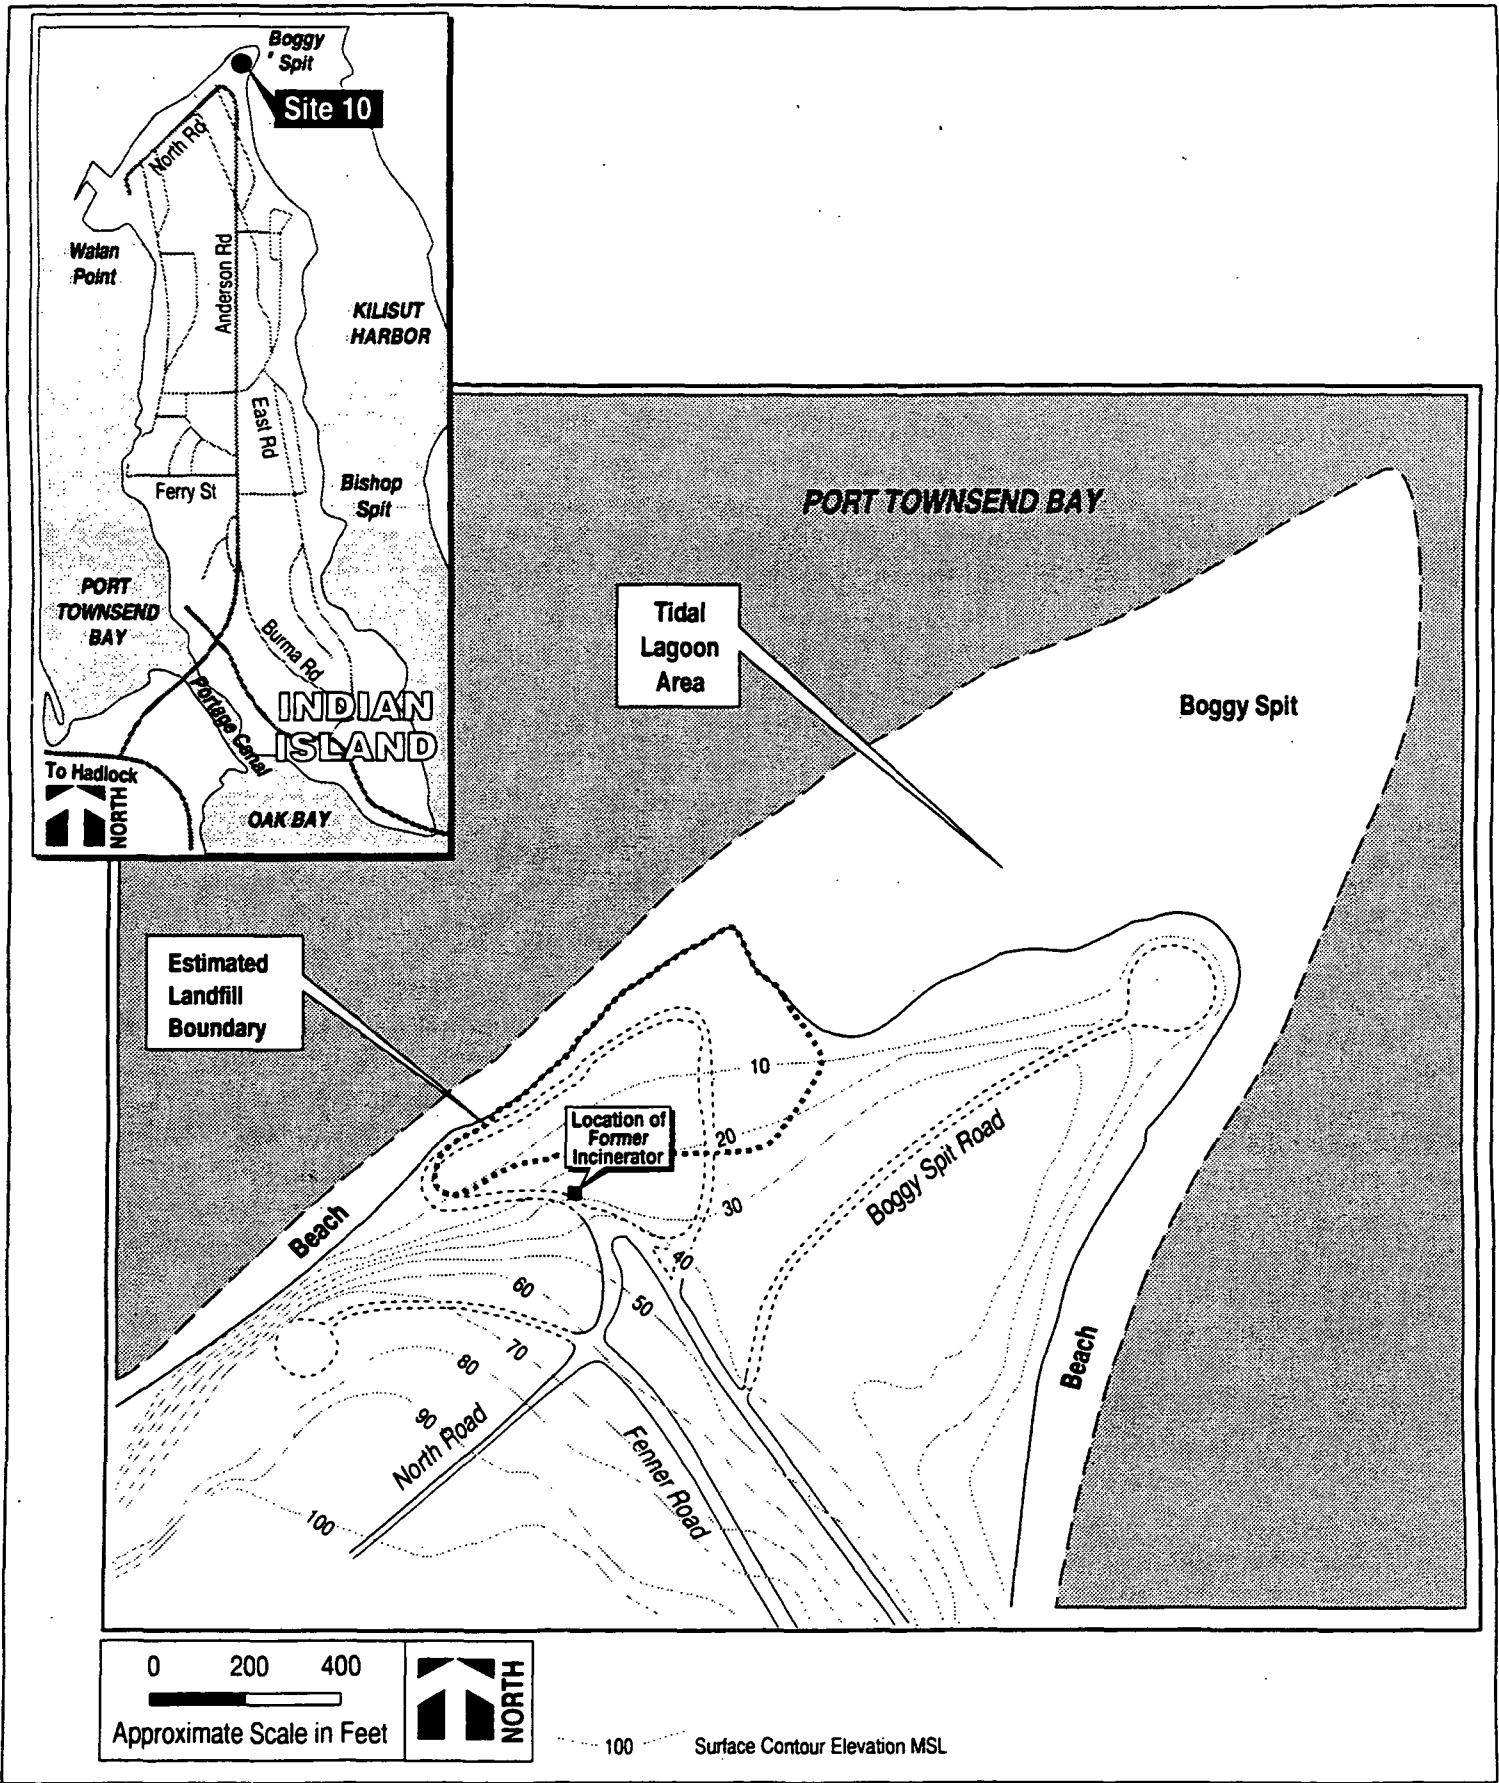 Boggy
Spit
Site 10
North Rd
Walan
Point
Anderson Rd
KILISUT
HARBOR
East Rd
Ferry St
Bishop
Spit
PORT
TOWNSEND
BAY
Burma Rd
Portage Canal
INDIAN
ISLAND
To Hadlock
NORTH
OAK BAY
PORT TOWNSEND BAY
Tidal
Lagoon
Area
Boggy Spit
Estimated
Landfill
Boundary
10
Location of
Former
Incinerator
20
Boggy Spit Road
30
Beach
40
60
50
70
80
Beach
90
North Road
Fenner Road
100
0 200 400
Approximate Scale in Feet
NORTH
100 Surface Contour Elevation MSL